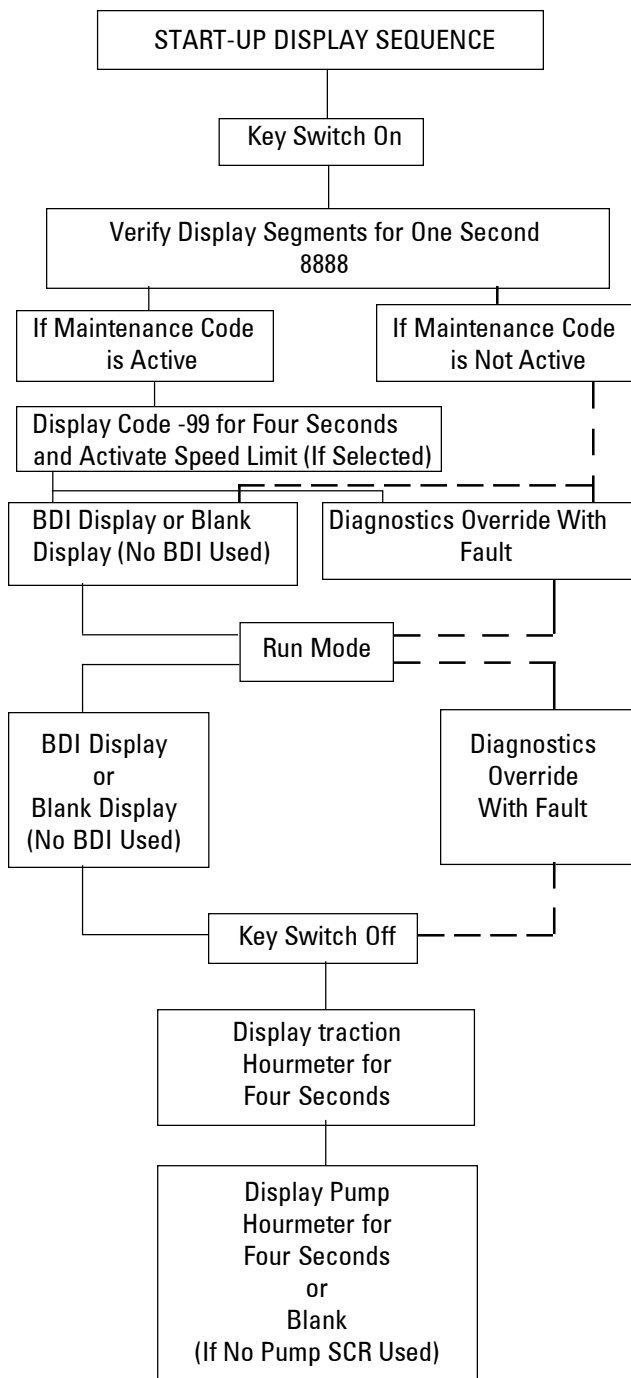 START-UP DISPLAY SEQUENCE
Key Switch On
Verify Display Segments for One Second
8888
If Maintenance Code
is Active
If Maintenance Code
is Not Active
Display Code -99 for Four Seconds
and Activate Speed Limit (If Selected)
BDI Display or Blank
Display (No BDI Used)
Diagnostics Override With
Fault
Run Mode
BDI Display
or
Blank Display
(No BDI Used)
Diagnostics
Override
With Fault
Key Switch Off
Display traction
Hourmeter for
Four Seconds
Display Pump
Hourmeter for
Four Seconds
or
Blank
(If No Pump SCR Used)